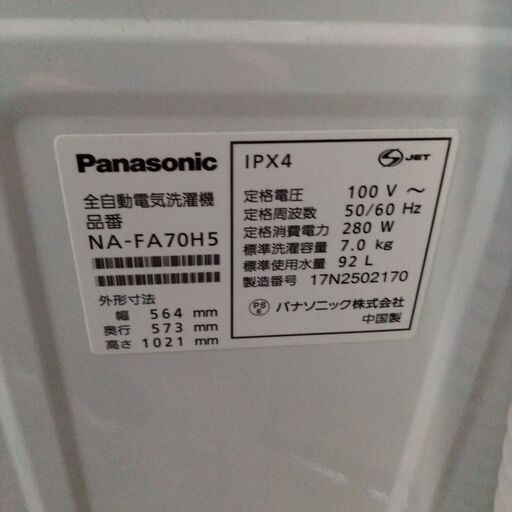 Panasonic
全自動電気洗濯機
品番
NA-FA70H5
外形寸法
幅 564 mm
奥行 573 mm
高さ 1021 mm
IPX4
S JET
定格電圧 100 V ～
定格周波数 50/60 Hz
定格消費電力 280 W
標準洗濯容量 7.0 kg
標準使用水量 92 L
製造番号 17N2502170
PSE パナソニック株式会社
中国製